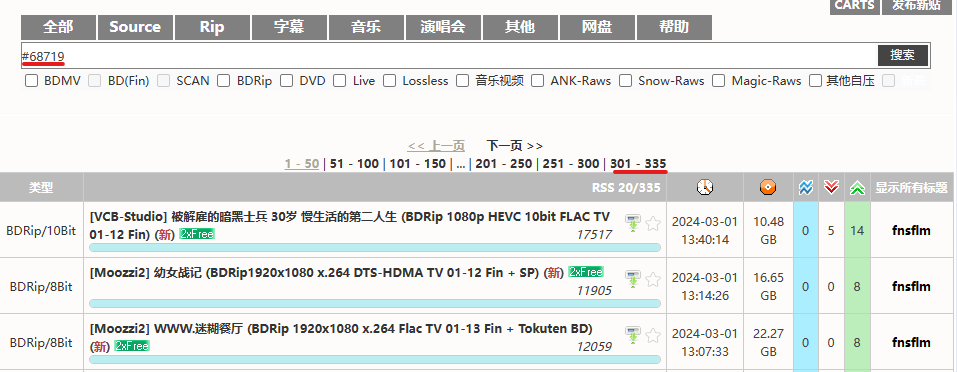 CARTS 发布新贴
全部 Source Rip 字幕 音乐 演唱会 其他 网盘 帮助
#68719 搜索
BDMV BD(Fin) SCAN BDRip DVD Live Lossless 音乐视频 ANK-Raws Snow-Raws Magic-Raws 其他自压
<< 上一页 下一页 >>
1 - 50 | 51 - 100 | 101 - 150 | ... | 201 - 250 | 251 - 300 | 301 - 335
类型 RSS 20/335 显示所有标题
[VCB-Studio] 被解雇的暗黑士兵 30岁 慢生活的第二人生 (BDRip 1080p HEVC 10bit FLAC TV
01-12 Fin) (新) 2xFree
BDRip/10Bit 17517 2024-03-01 13:40:14 10.48 GB 0 5 14 fnsflm
[Moozzi2] 幼女战记 (BDRip1920x1080 x.264 DTS-HDMA TV 01-12 Fin + SP) (新) 2xFree
BDRip/8Bit 11905 2024-03-01 13:14:26 16.65 GB 0 0 8 fnsflm
[Moozzi2] WWW.迷糊餐厅 (BDRip 1920x1080 x.264 Flac TV 01-13 Fin + Tokuten BD)
(新) 2xFree
BDRip/8Bit 12059 2024-03-01 13:07:33 22.27 GB 0 0 8 fnsflm